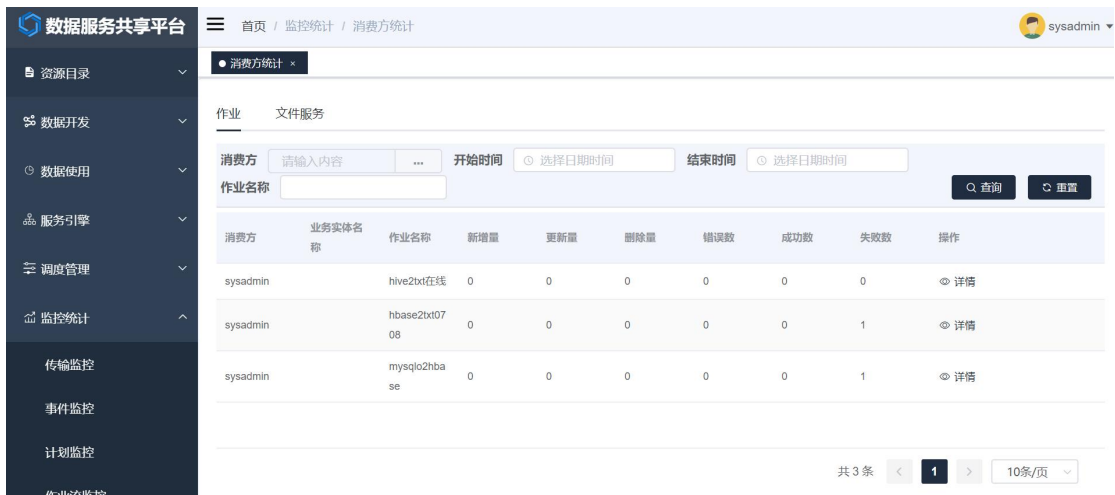 数据服务共享平台
首页 / 监控统计 / 消费方统计
sysadmin
资源目录
数据开发
数据使用
服务引擎
调度管理
监控统计
传输监控
事件监控
计划监控
作业流监控
● 消费方统计 ×
作业 文件服务
消费方 请输入内容 ... 开始时间 选择日期时间 结束时间 选择日期时间
作业名称 查询 重置
消费方 业务实体名称 作业名称 新增量 更新量 删除量 错误数 成功数 失败数 操作
sysadmin hive2txt在线 0 0 0 0 0 0 详情
sysadmin hbase2txt0708 0 0 0 0 0 1 详情
sysadmin mysqlo2hbase 0 0 0 0 0 1 详情
共 3 条 < 1 > 10条/页